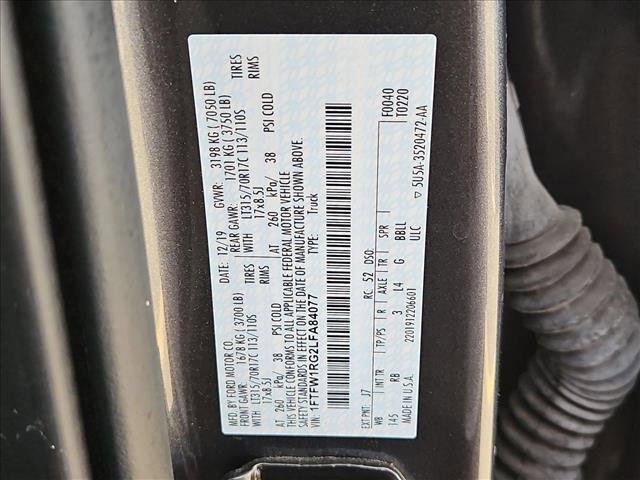 MFD. BY FORD MOTOR CO.
DATE: 12/19 GVWR: 3198 KG ( 7050 LB)
FRONT GAWR: 1678 KG ( 3700 LB) REAR GAWR: 1701 KG ( 3750 LB)
WITH LT315/70R17C 113/110S TIRES WITH LT315/70R17C 113/110S TIRES
17x8.5J RIMS 17x8.5J RIMS
AT 260 kPa/ 38 PSI COLD AT 260 kPa/ 38 PSI COLD
THIS VEHICLE CONFORMS TO ALL APPLICABLE FEDERAL MOTOR VEHICLE
SAFETY STANDARDS IN EFFECT ON THE DATE OF MANUFACTURE SHOWN ABOVE.
VIN: 1FTFW1RG2LFA84077 TYPE: Truck
F0040
T0220
EXT PNT: J7 RC: 52 DSO:
WB INT TR TP/PS R AXLE TR SPR
145 RB 3 L4 G BBLL
ULC
MADE IN U.S.A. 2201912206601 ▽ 5U5A-3520472-AA